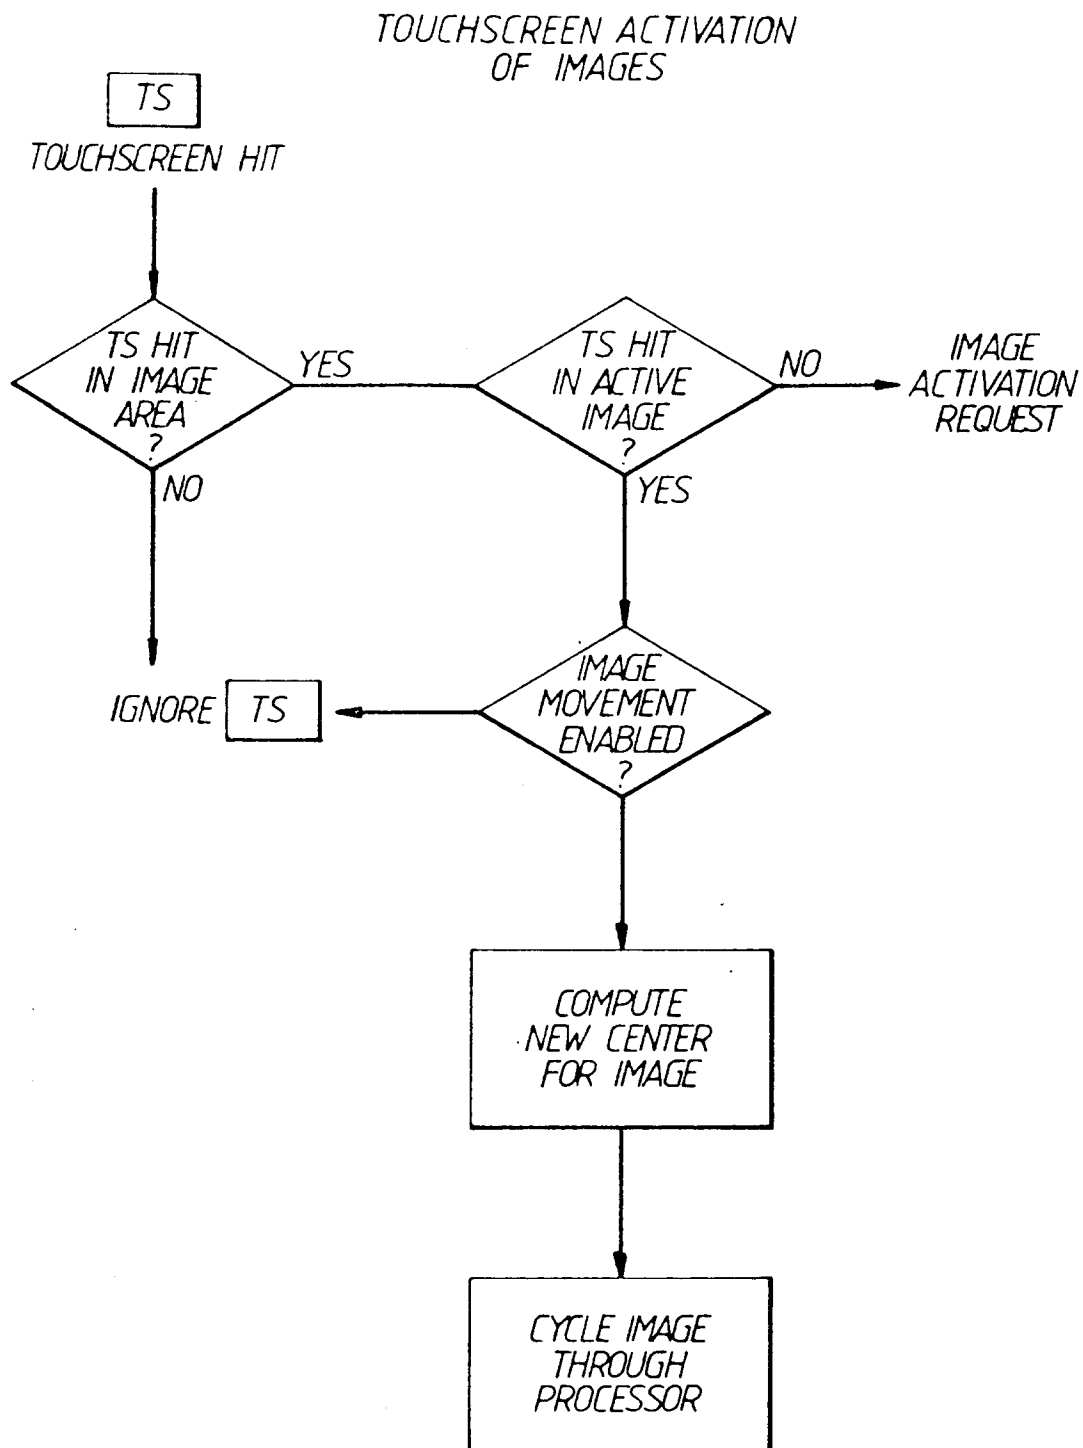 TOUCHSCREEN ACTIVATION
OF IMAGES
TS
TOUCHSCREEN HIT
TS HIT
IN IMAGE
AREA
?
YES
NO
TS HIT
IN ACTIVE
IMAGE
?
NO
YES
IMAGE
ACTIVATION
REQUEST
IMAGE
MOVEMENT
ENABLED
?
IGNORE TS
COMPUTE
NEW CENTER
FOR IMAGE
CYCLE IMAGE
THROUGH
PROCESSOR